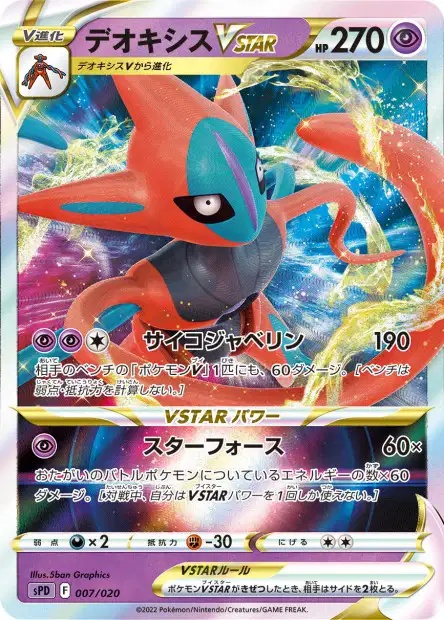 V進化
デオキシスVSTAR HP270
デオキシスVから進化
サイコジャベリン 190
相手のベンチの「ポケモンV」1匹にも、60ダメージ。[ベンチは
弱点・抵抗力を計算しない。]
VSTARパワー
スターフォース 60×
おたがいのバトルポケモンについているエネルギーの数×60
ダメージ。[対戦中、自分はVSTARパワーを1回しか使えない。]
弱点 ×2 抵抗力 -30 にげる
Illus.5ban Graphics
sPD F 007/020
VSTARルール
ポケモンVSTARがきぜつしたとき、相手はサイドを2枚とる。
©2022 Pokémon/Nintendo/Creatures/GAME FREAK.